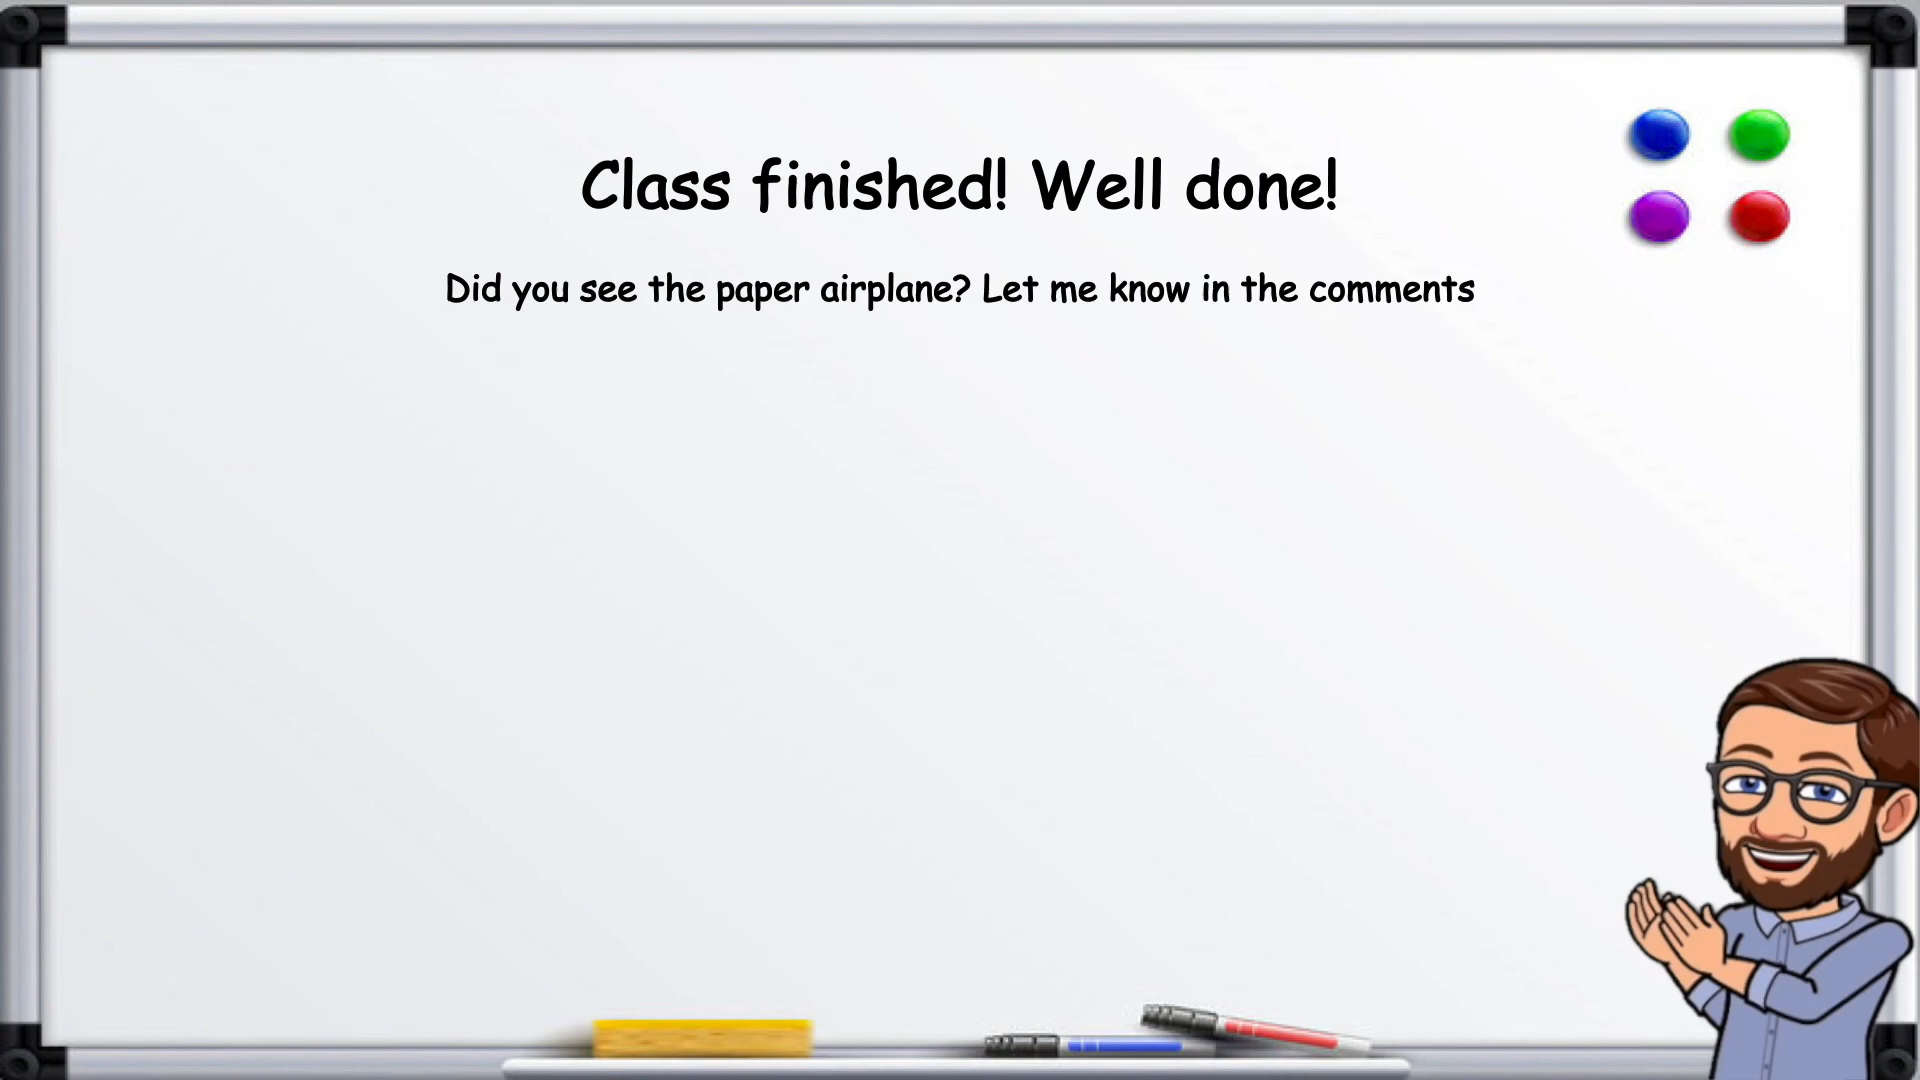 Class finished! Well done!
Did you see the paper airplane? Let me know in the comments